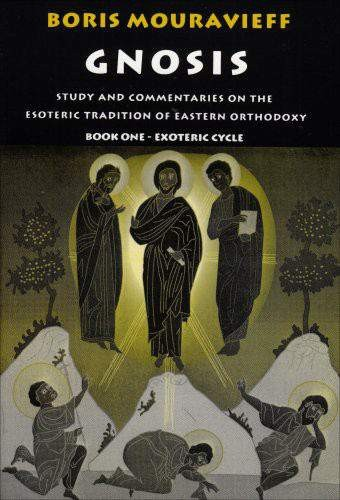 BORIS MOURAVIEFF
GNOSIS
STUDY AND COMMENTARIES ON THE
ESOTERIC TRADITION OF EASTERN ORTHODOXY
BOOK ONE - EXOTERIC CYCLE